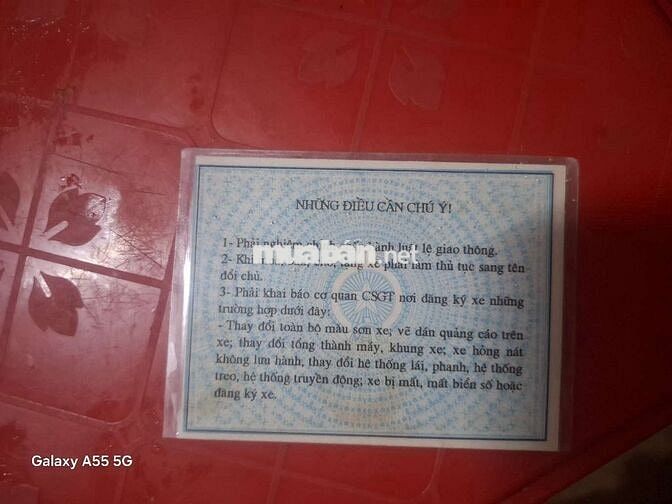 NHỮNG ĐIỀU CẦN CHÚ Ý!
1- Phải nghiêm hành luật lệ giao thông.
muabán.net
2- Khi tặng xe phải làm thủ tục sang tên
đổi chủ.
3- Phải khai báo cơ quan CSGT nơi đăng ký xe những
trường hợp dưới đây:
- Thay đổi toàn bộ màu sơn xe; vẽ dán quảng cáo trên
xe; thay đổi tổng thành máy, khung xe; xe hỏng nát
không lưu hành, thay đổi hệ thống lái, phanh, hệ thống
treo, hệ thống truyền động; xe bị mất, mất biển số hoặc
đăng ký xe.
Galaxy A55 5G